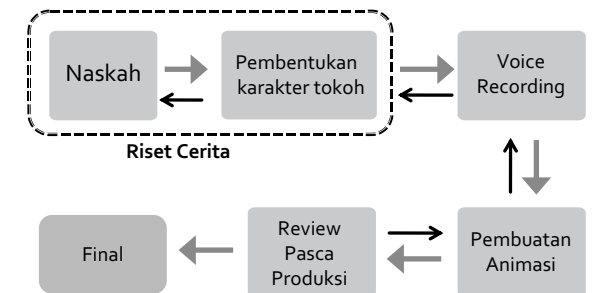 Naskah
Pembentukan
karakter tokoh
Voice
Recording
Riset Cerita
Final
Review
Pasca
Produksi
Pembuatan
Animasi